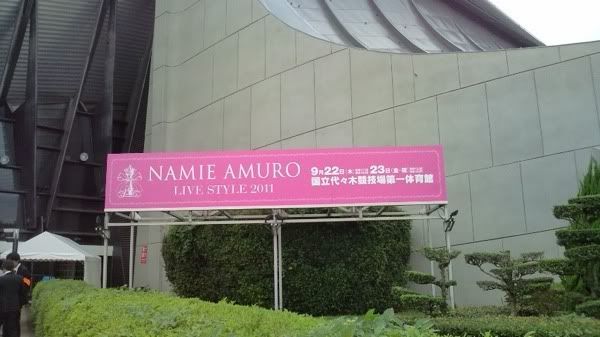 NAMIE AMURO
LIVE STYLE 2011
9月22日(木) 23日(金・祝)
国立代々木競技場第一体育館